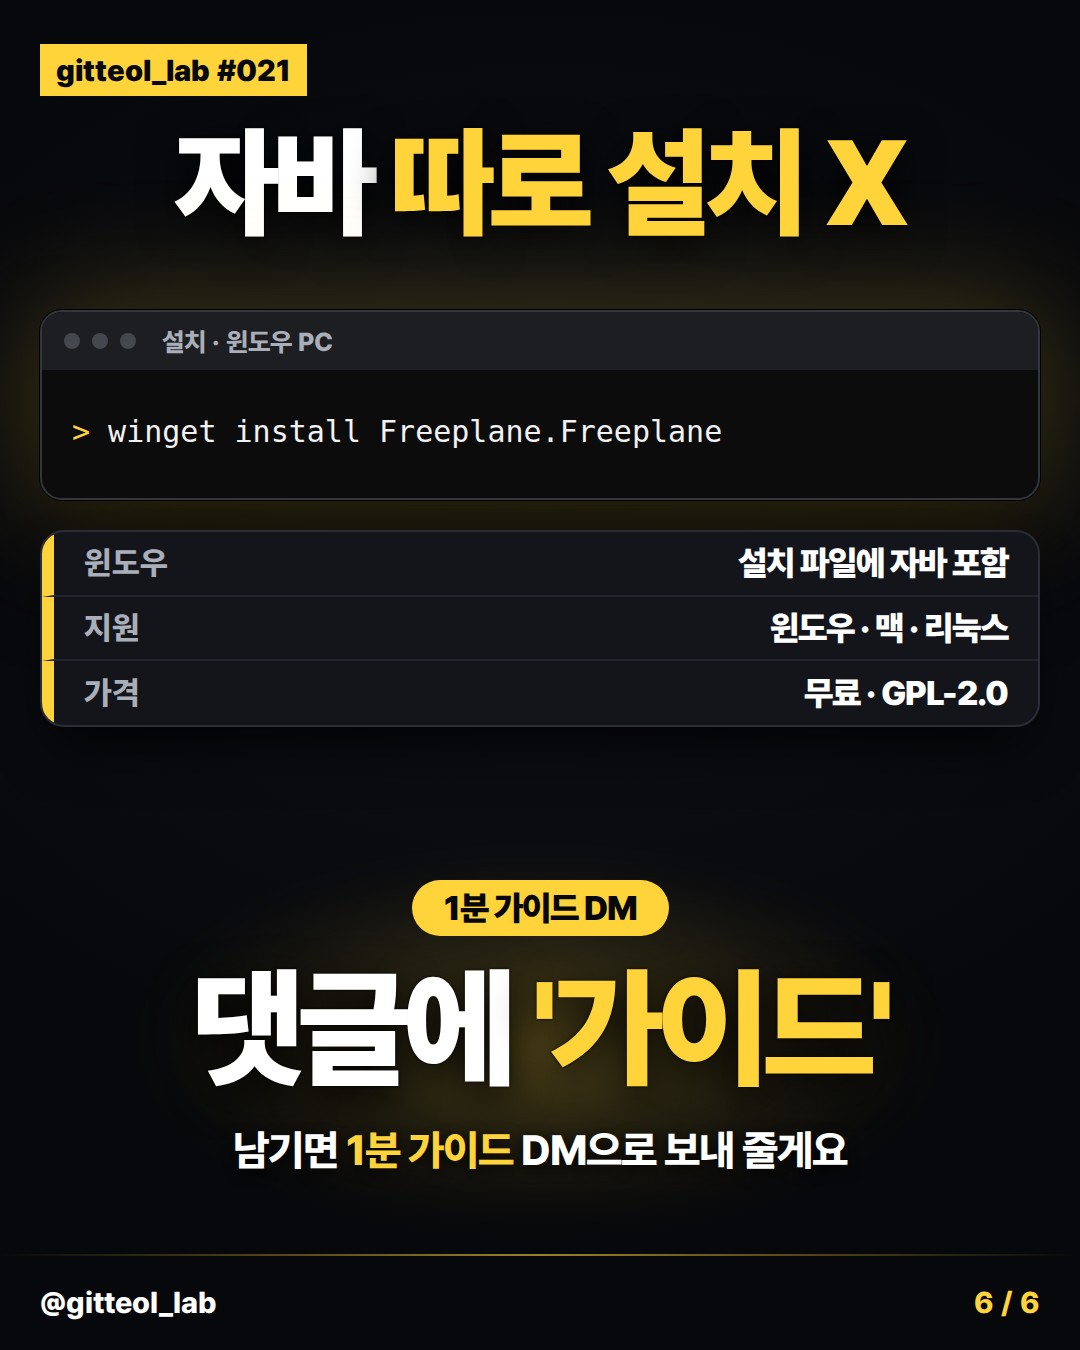 gitteol_lab #021
자바 따로 설치 X
설치 · 윈도우 PC
> winget install Freeplane.Freeplane
윈도우 설치 파일에 자바 포함
지원 윈도우 · 맥 · 리눅스
가격 무료 · GPL-2.0
1분 가이드 DM
댓글에 '가이드'
남기면 1분 가이드 DM으로 보내 줄게요
@gitteol_lab 6 / 6